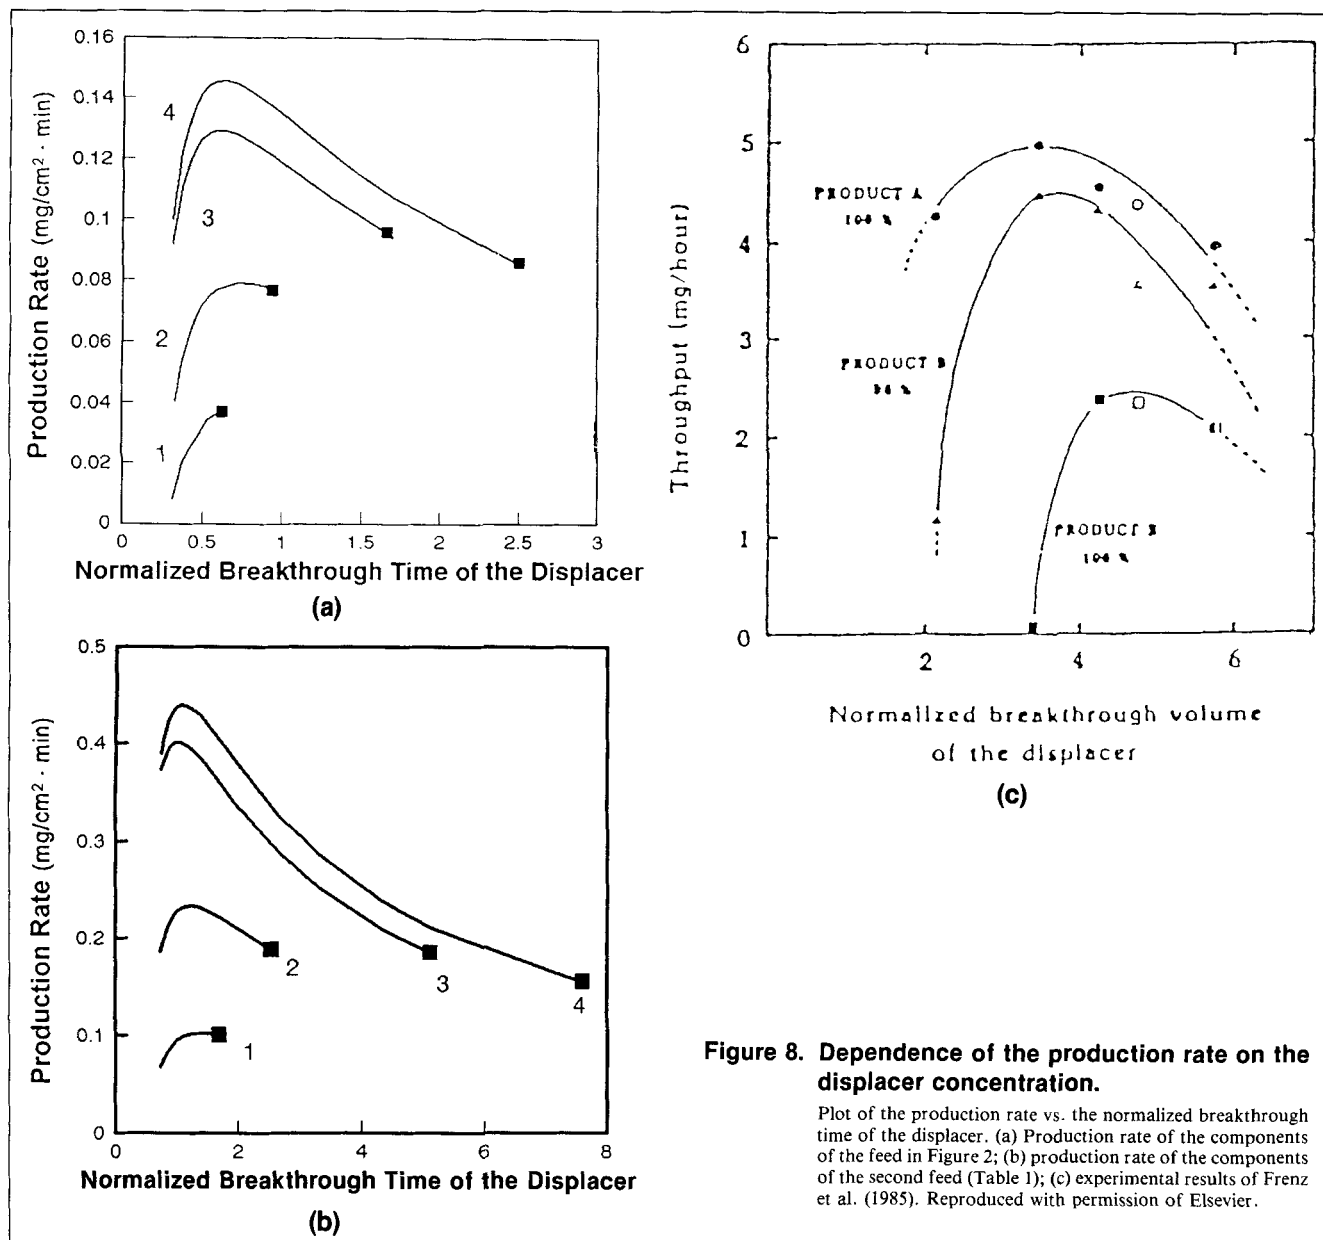 0.16
0.14
0.12
0.1
0.08
0.06
0.04
0.02
0
Production Rate (mg/cm² · min)
4
3
2
1
0 0.5 1 1.5 2 2.5 3
Normalized Breakthrough Time of the Displacer
(a)
0.5
0.4
0.3
0.2
0.1
0
Production Rate (mg/cm² · min)
2
1
3
4
0 2 4 6 8
Normalized Breakthrough Time of the Displacer
(b)
6
5
4
3
2
1
0
Throughput (mg/hour)
PRODUCT A
100 %
PRODUCT B
PRODUCT
100 %
2 4 6
Normalized breakthrough volume
of the displacer
(c)
Figure 8. Dependence of the production rate on the
displacer concentration.
Plot of the production rate vs. the normalized breakthrough
time of the displacer. (a) Production rate of the components
of the feed in Figure 2; (b) production rate of the components
of the second feed (Table 1); (c) experimental results of Frenz
et al. (1985). Reproduced with permission of Elsevier.